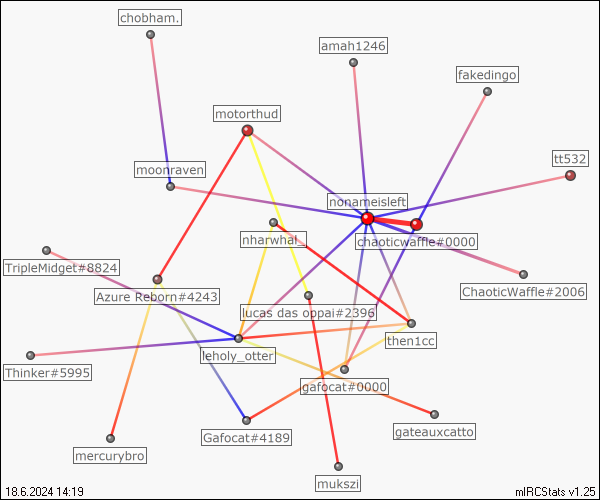 chobham.
amah1246
fakedingo
motorthud
tt532
moonraven
nonameisleft
nharwhal_
chaoticwaffle#0000
TripleMidget#8824
Azure Reborn#4243
ChaoticWaffle#2006
lucas das oppai#2396
then1cc
leholy_otter
Thinker#5995
gafocat#0000
Gafocat#4189
gateauxcatto
mercurybro
mukszi
18.6.2024 14:19
mIRCStats v1.25